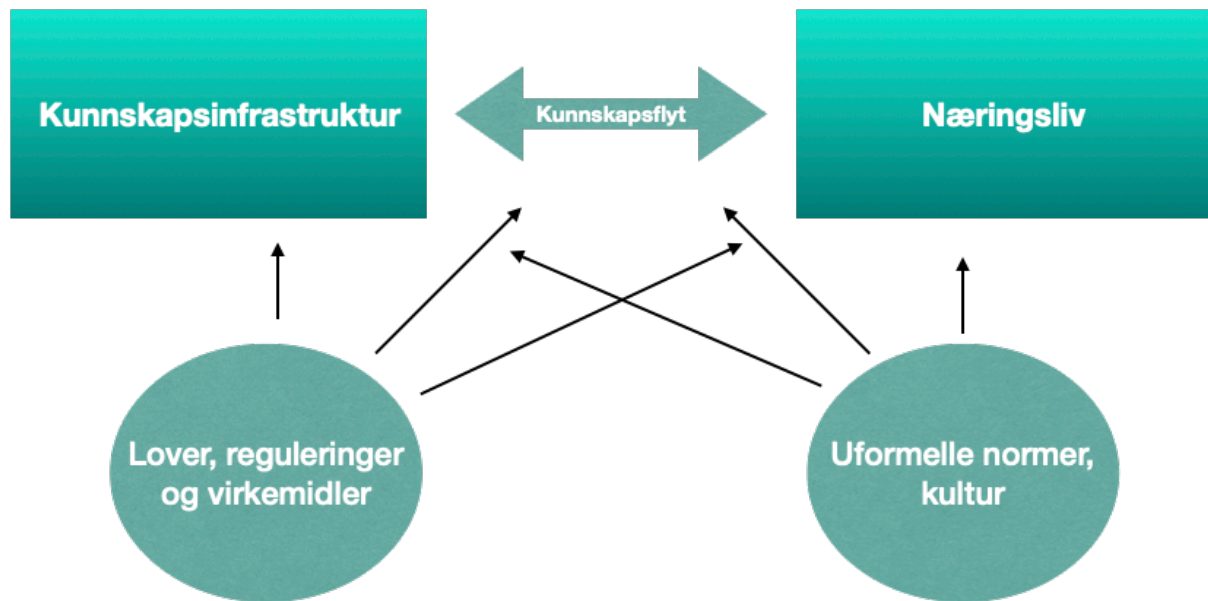 Kunnskapsinfrastruktur
Kunnskapsflyt
Næringsliv
Lover, reguleringer
og virkemidler
Uformelle normer,
kultur